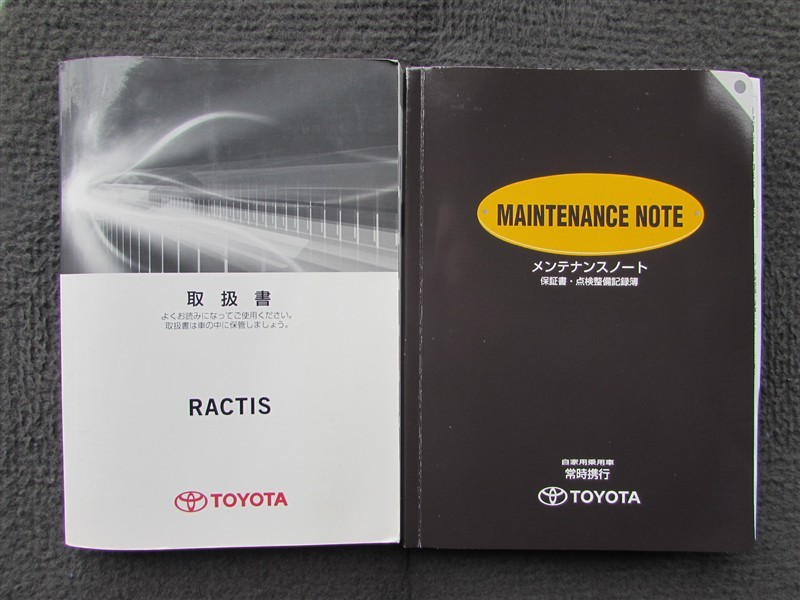 取扱書
よくお読みになってご使用ください。
取扱書は車の中に保管しましょう。
RACTIS
TOYOTA
MAINTENANCE NOTE
メンテナンスノート
保証書・点検整備記録簿
自家用乗用車
常時携行
TOYOTA